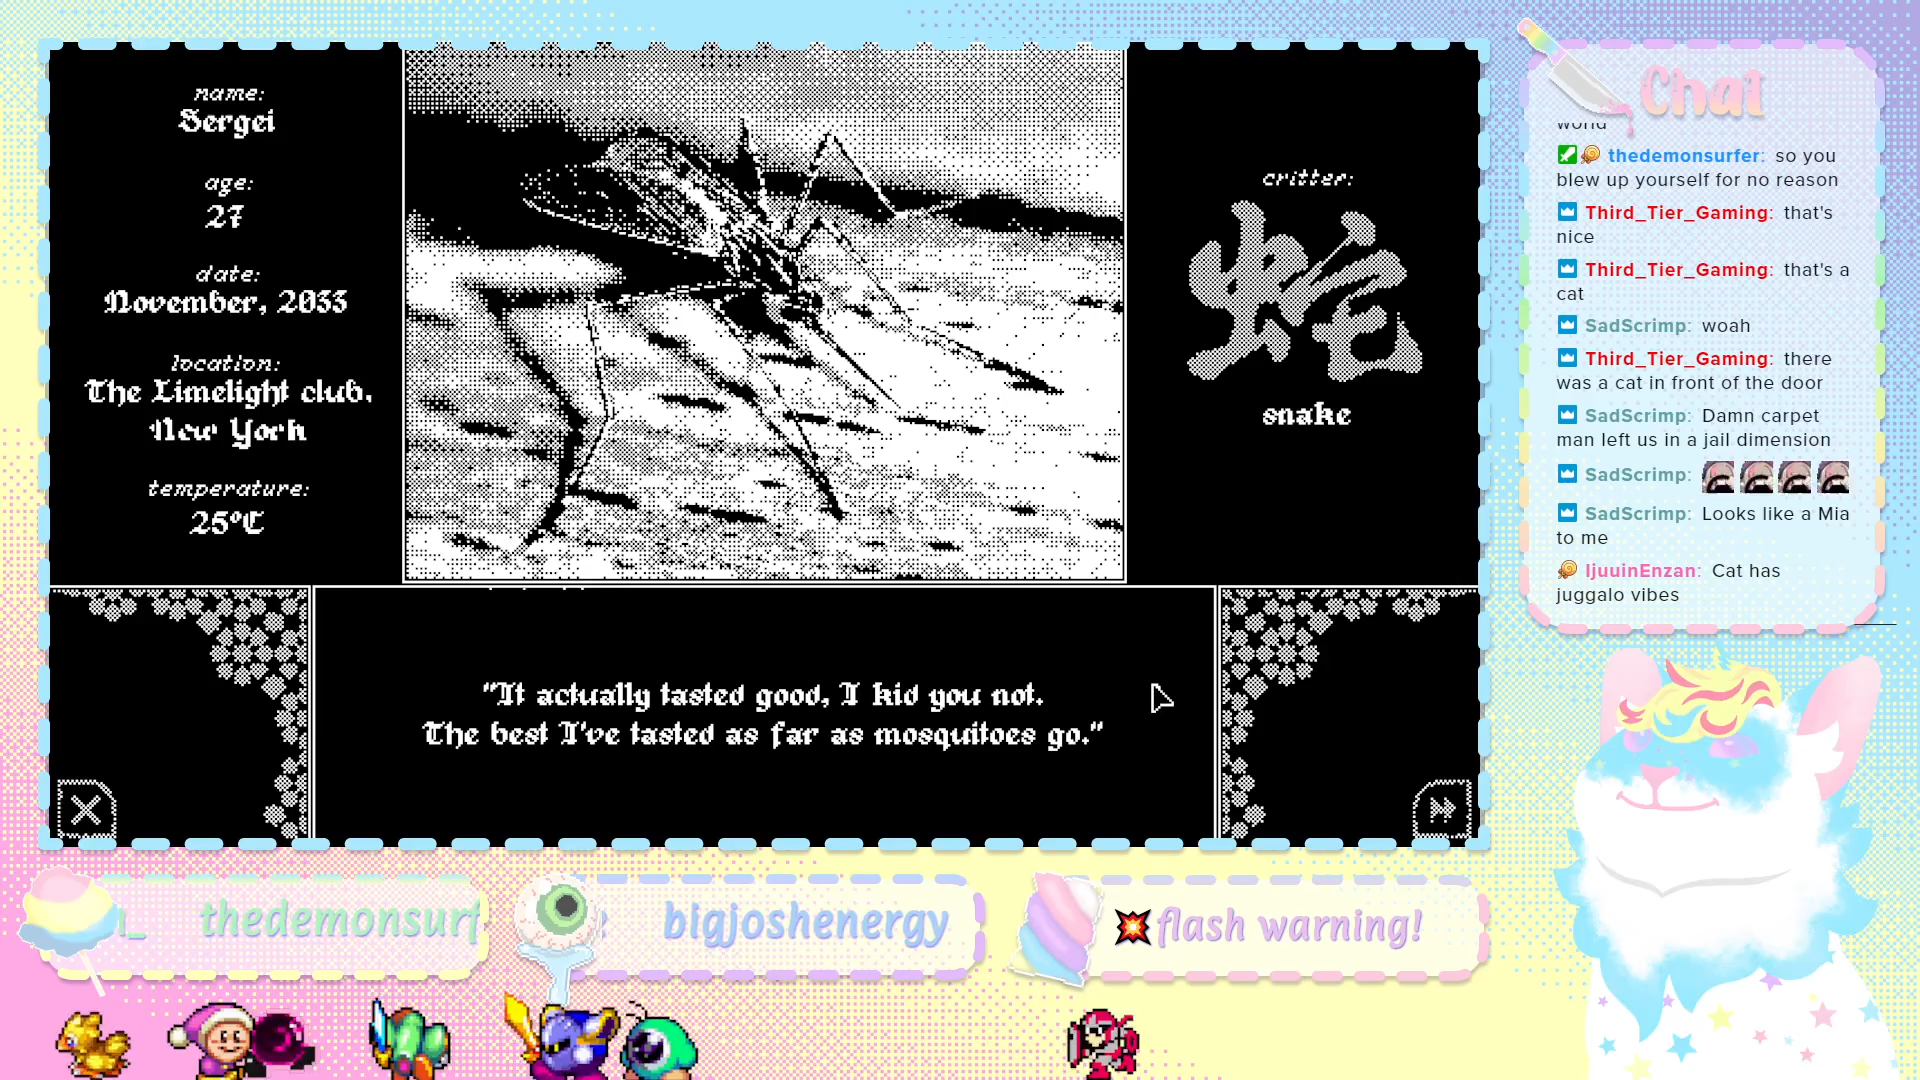 name:
Sergei
age:
27
date:
November, 2033
location:
The Limelight club,
New York
temperature:
25°C
critter:
蛇
snake
"It actually tasted good, I kid you not.
The best I've tasted as far as mosquitoes go."
Chat
world
thedemonsurfer: so you
blew up yourself for no reason
Third_Tier_Gaming: that's
nice
Third_Tier_Gaming: that's a
cat
SadScrimp: woah
Third_Tier_Gaming: there
was a cat in front of the door
SadScrimp: Damn carpet
man left us in a jail dimension
SadScrimp:
SadScrimp: Looks like a Mia
to me
IjuuinEnzan: Cat has
juggalo vibes
thedemonsurf
bigjoshenergy
flash warning!